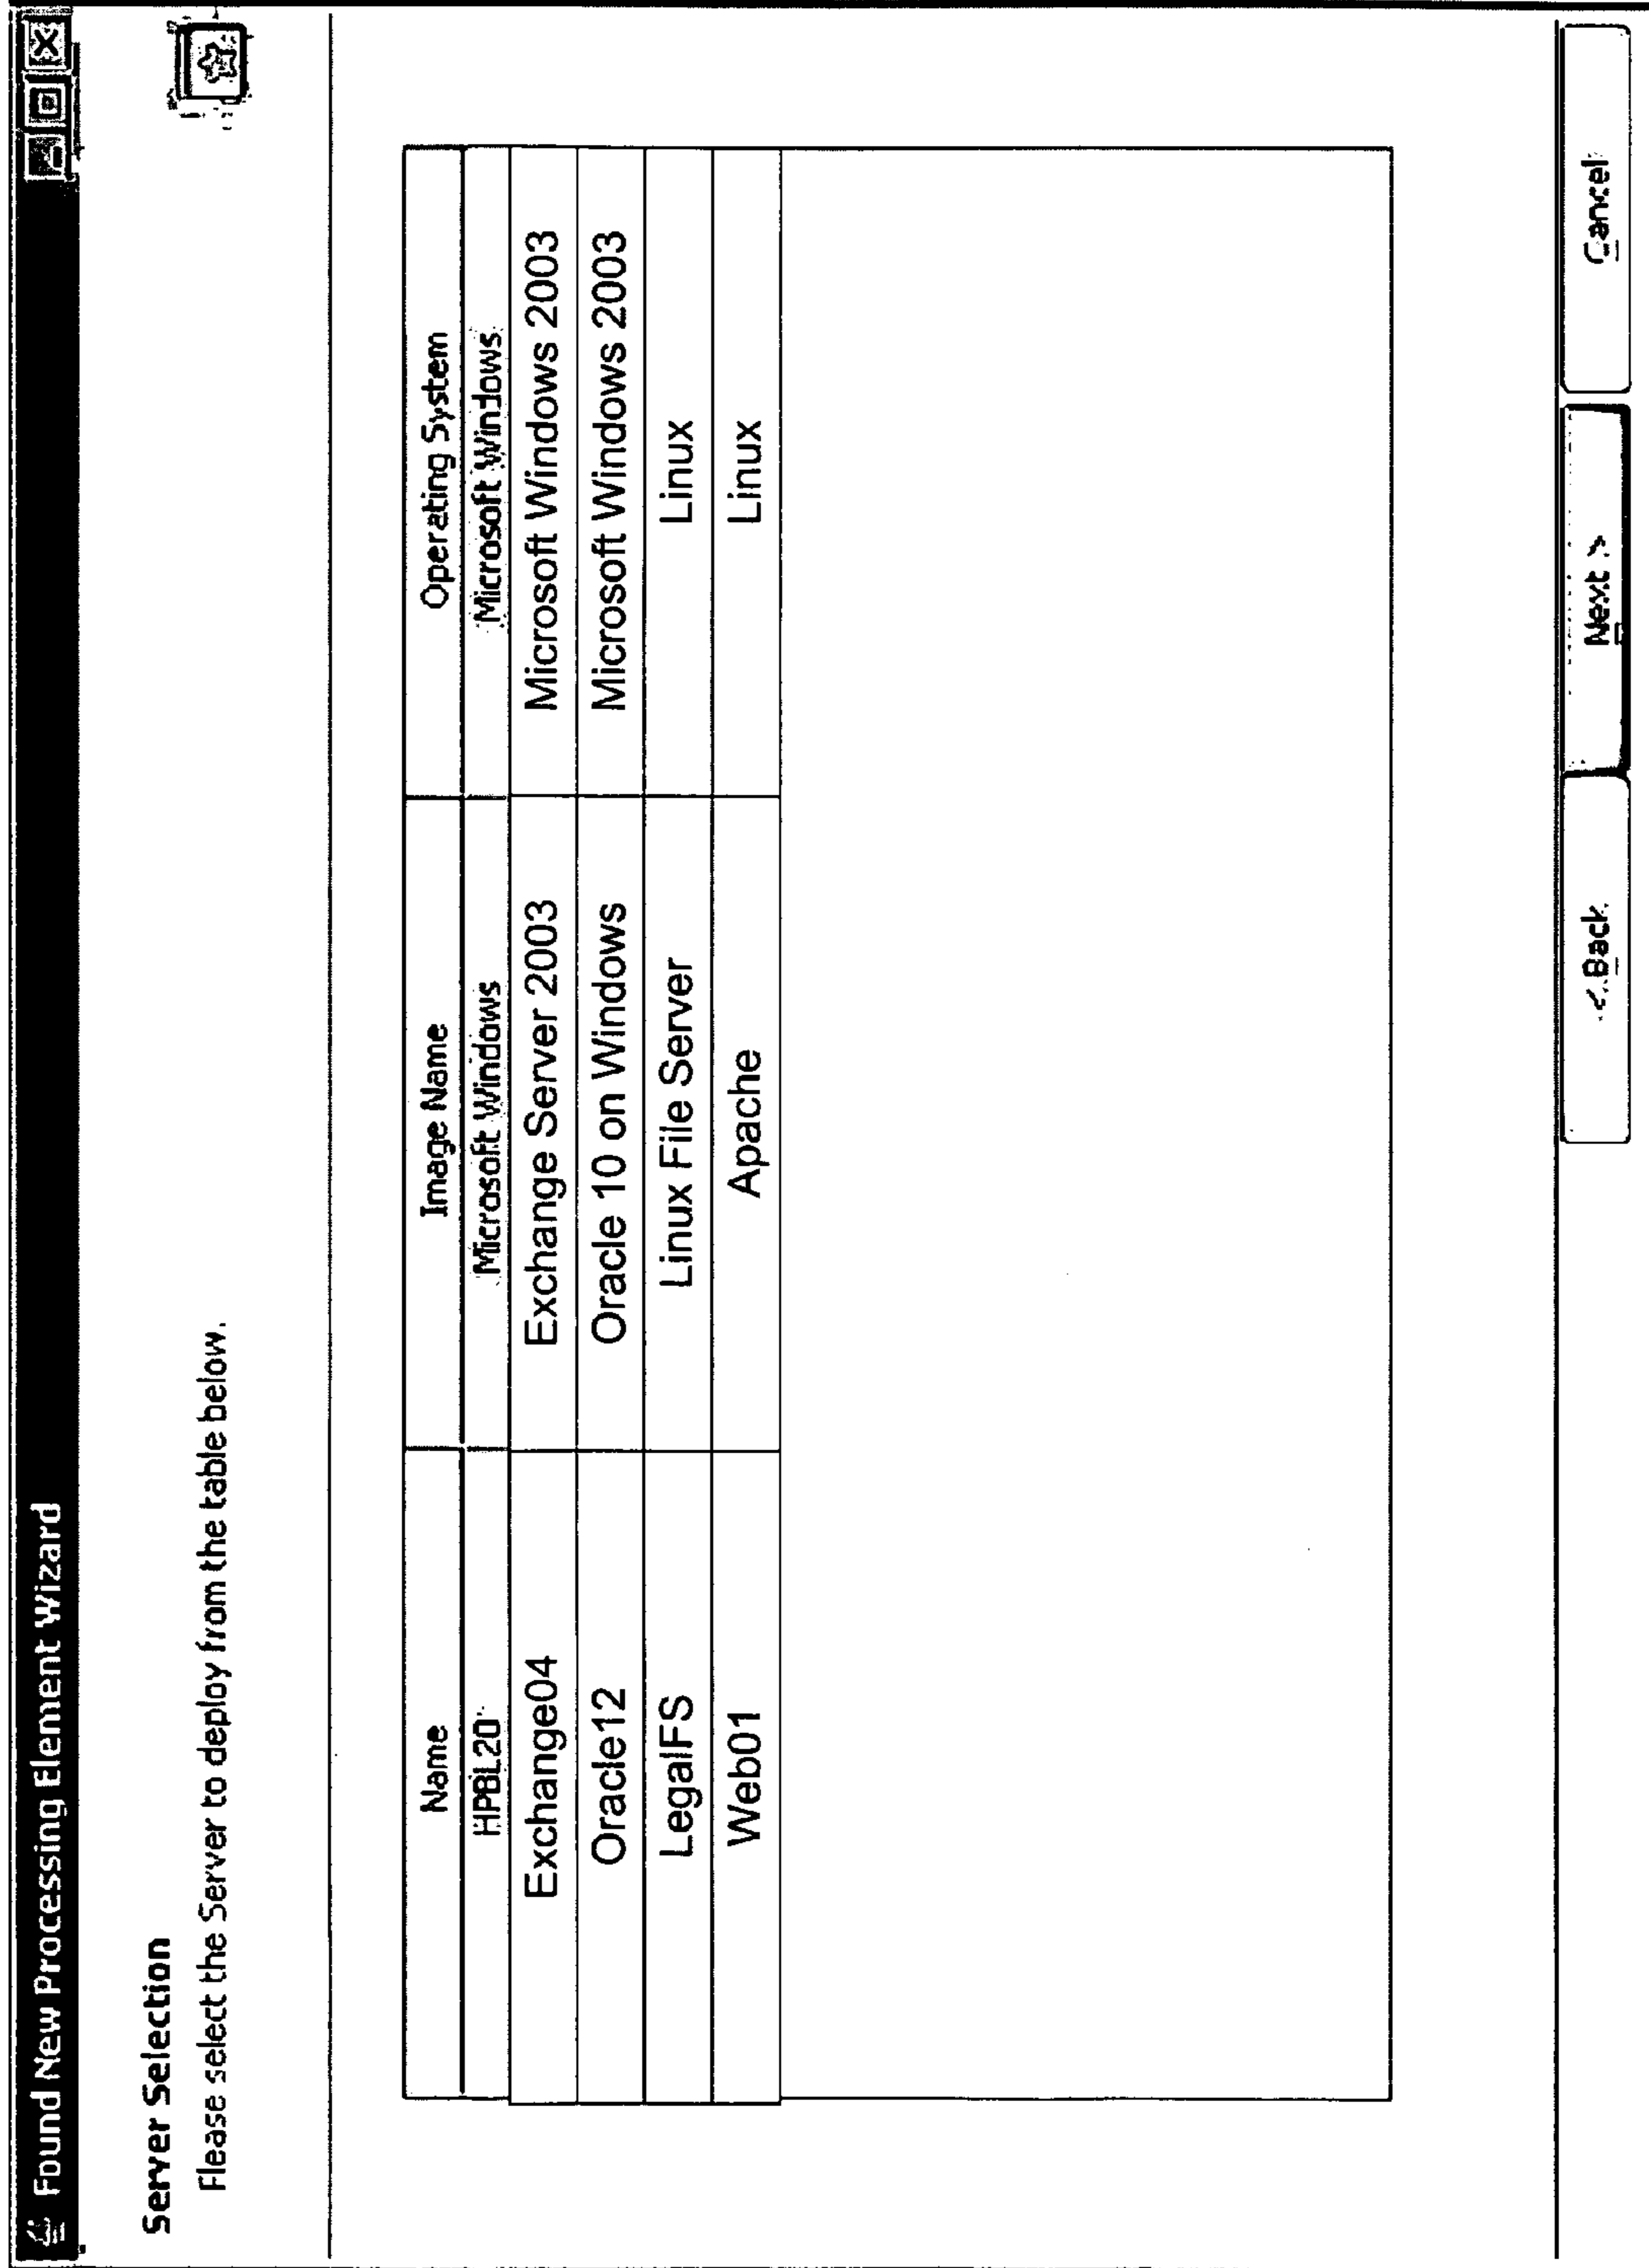 Found New Processing Element Wizard
Server Selection
Please select the Server to deploy from the table below.
Name Image Name Operating System
HPBL20 Microsoft Windows Microsoft Windows
Exchange04 Exchange Server 2003 Microsoft Windows 2003
Oracle12 Oracle 10 on Windows Microsoft Windows 2003
LegalFS Linux File Server Linux
Web01 Apache Linux
< Back Next > Cancel